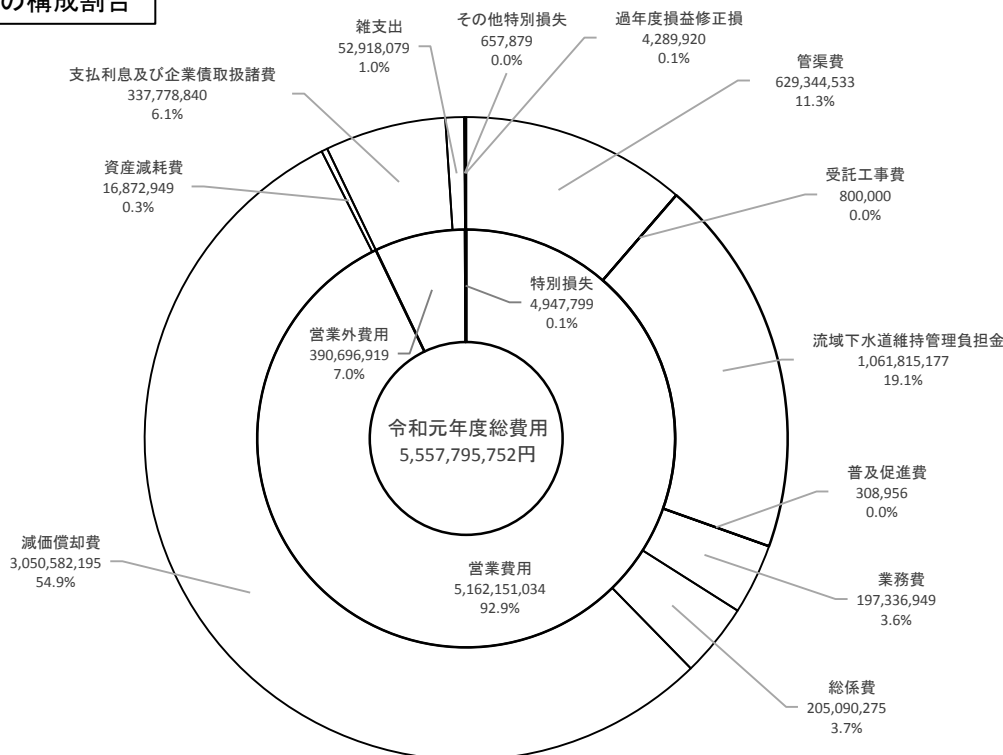 の構成割合
雑支出
52,918,079
1.0%
その他特別損失
657,879
0.0%
過年度損益修正損
4,289,920
0.1%
管渠費
629,344,533
11.3%
支払利息及び企業債取扱諸費
337,778,840
6.1%
資産減耗費
16,872,949
0.3%
受託工事費
800,000
0.0%
特別損失
4,947,799
0.1%
営業外費用
390,696,919
7.0%
流域下水道維持管理負担金
1,061,815,177
19.1%
令和元年度総費用
5,557,795,752円
普及促進費
308,956
0.0%
減価償却費
3,050,582,195
54.9%
営業費用
5,162,151,034
92.9%
業務費
197,336,949
3.6%
総係費
205,090,275
3.7%